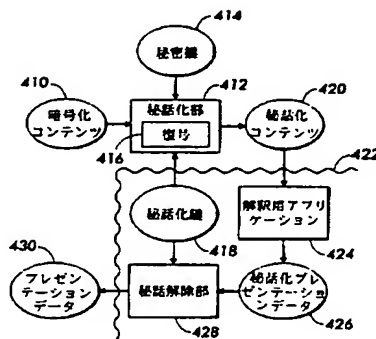 414
秘密鍵
410
412
420
暗号化
コンテンツ
秘話化部
復号
416
秘話化
コンテンツ
422
430
秘話化鍵
418
解釈用アプリ
ケーション
424
プレゼン
テーション
データ
秘話解除部
428
秘話化プレ
ゼンテーショ
ンデータ
426